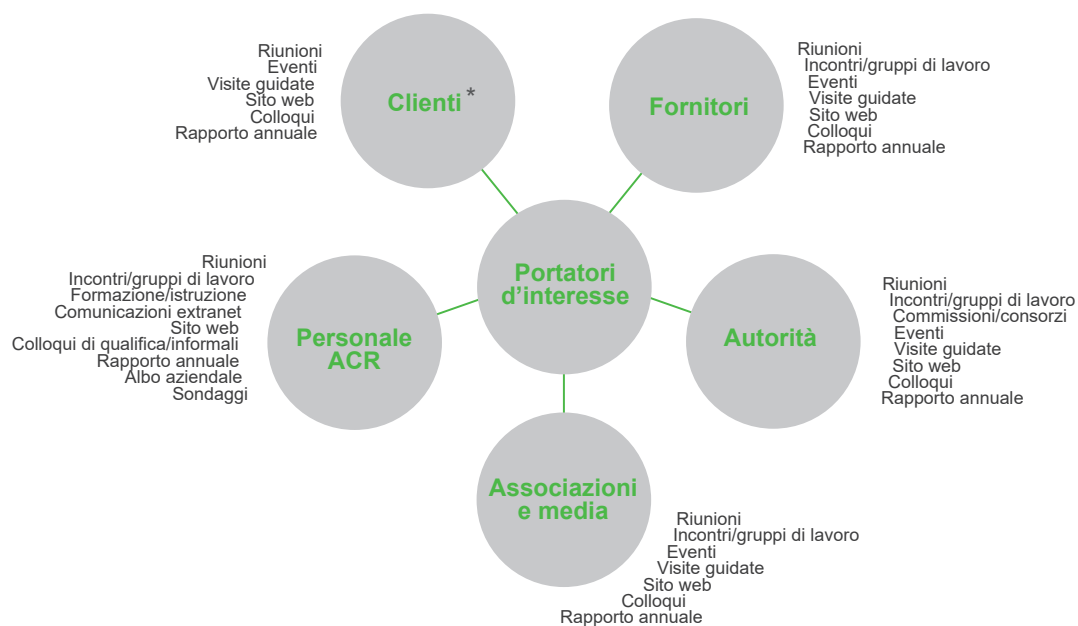 Riunioni
Eventi
Visite guidate
Sito web
Colloqui
Rapporto annuale
Clienti *
Fornitori
Riunioni
Incontri/gruppi di lavoro
Eventi
Visite guidate
Sito web
Colloqui
Rapporto annuale
Portatori
d’interesse
Riunioni
Incontri/gruppi di lavoro
Formazione/istruzione
Comunicazioni extranet
Sito web
Colloqui di qualifica/informali
Rapporto annuale
Albo aziendale
Sondaggi
Personale
ACR
Autorità
Riunioni
Incontri/gruppi di lavoro
Commissioni/consorzi
Eventi
Visite guidate
Sito web
Colloqui
Rapporto annuale
Associazioni
e media
Riunioni
Incontri/gruppi di lavoro
Eventi
Visite guidate
Sito web
Colloqui
Rapporto annuale